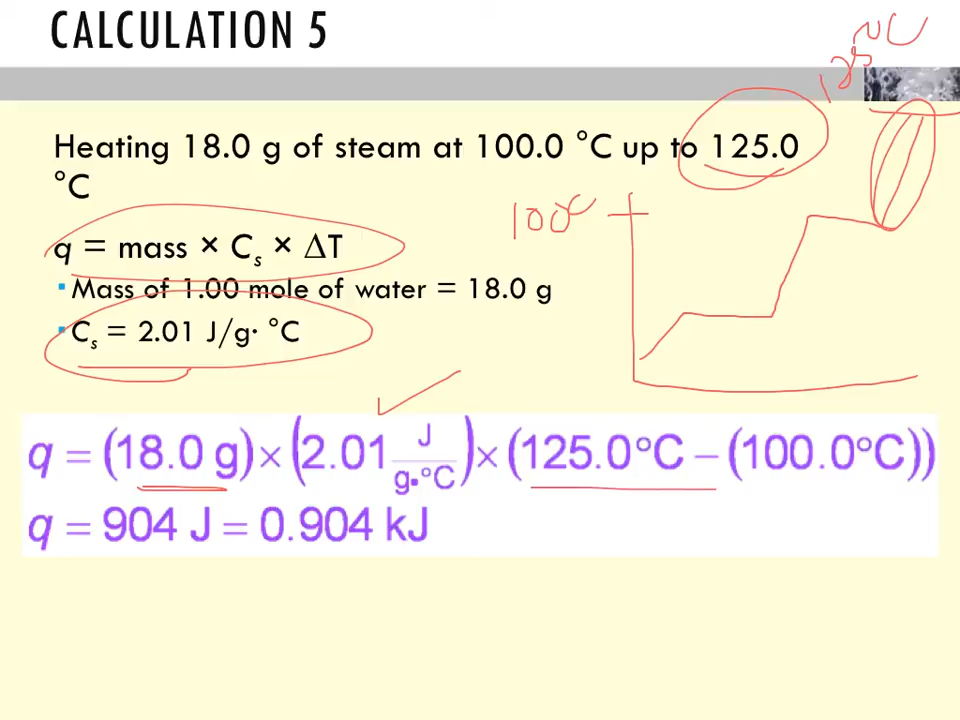 CALCULATION 5
125°C
Heating 18.0 g of steam at 100.0 °C up to 125.0
°C
100°C
q = mass × Cs × ΔT
▪ Mass of 1.00 mole of water = 18.0 g
▪ Cs = 2.01 J/g· °C
q = (18.0 g) × (2.01 J/g•°C) × (125.0°C − (100.0°C))
q = 904 J = 0.904 kJ